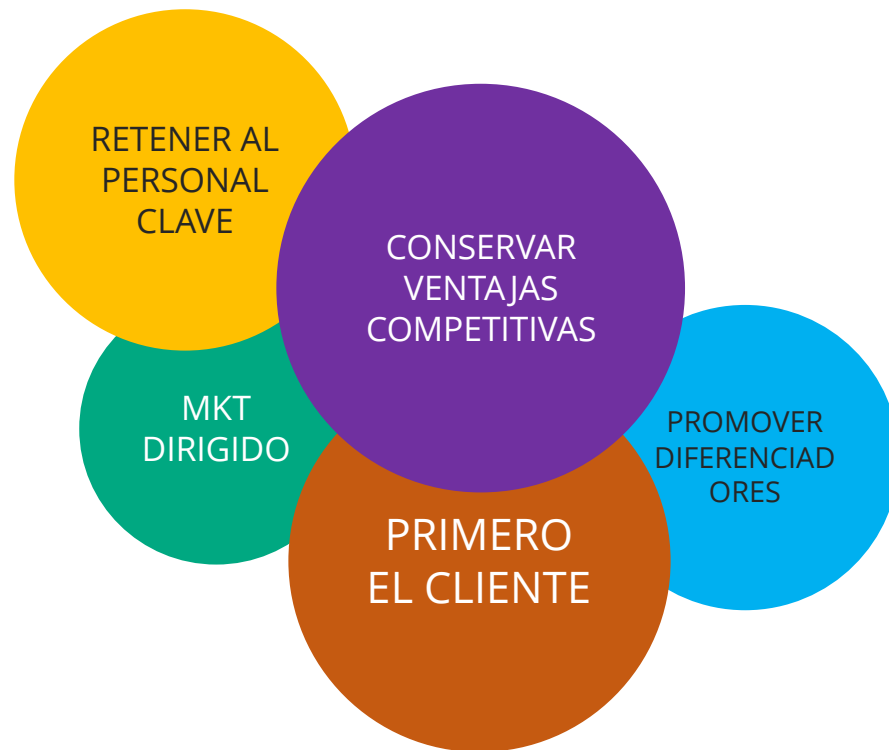 RETENER AL
PERSONAL
CLAVE
CONSERVAR
VENTAJAS
COMPETITIVAS
MKT
DIRIGIDO
PROMOVER
DIFERENCIAD
ORES
PRIMERO
EL CLIENTE